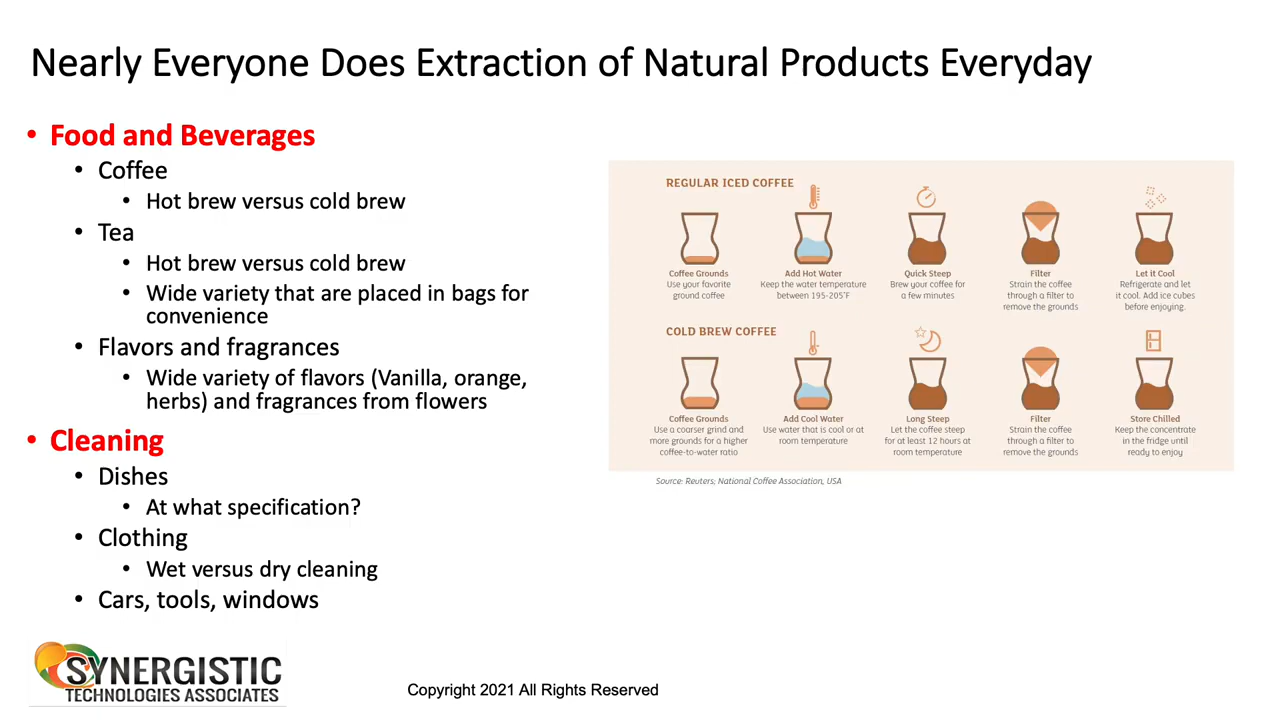 Nearly Everyone Does Extraction of Natural Products Everyday
• Food and Beverages
• Coffee
• Hot brew versus cold brew
• Tea
• Hot brew versus cold brew
• Wide variety that are placed in bags for
convenience
• Flavors and fragrances
• Wide variety of flavors (Vanilla, orange,
herbs) and fragrances from flowers
• Cleaning
• Dishes
• At what specification?
• Clothing
• Wet versus dry cleaning
• Cars, tools, windows
REGULAR ICED COFFEE
Coffee Grounds
Use your favorite
ground coffee
Add Hot Water
Keep the water temperature
between 195-205°F
Quick Steep
Brew your coffee for
a few minutes
Filter
Strain the coffee
through a filter to
remove the grounds
Let it Cool
Refrigerate and let
it cool. Add ice cubes
before enjoying.
COLD BREW COFFEE
Coffee Grounds
Use a coarser grind and
more grounds for a higher
coffee-to-water ratio
Add Cool Water
Use water that is cool or at
room temperature
Long Steep
Let the coffee steep
for at least 12 hours at
room temperature
Filter
Strain the coffee
through a filter to
remove the grounds
Store Chilled
Keep the concentrate
in the fridge until
ready to enjoy
Source: Reuters; National Coffee Association, USA
SYNERGISTIC
TECHNOLOGIES ASSOCIATES
Copyright 2021 All Rights Reserved